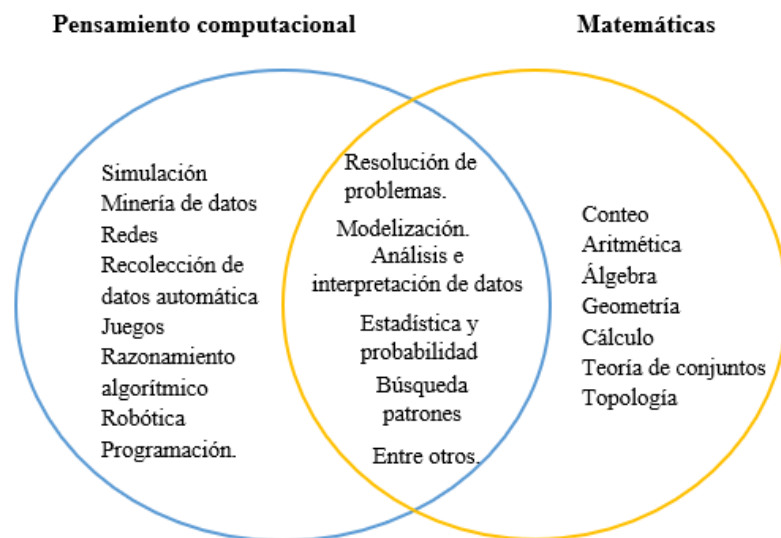 Pensamiento computacional
Matemáticas
Simulación
Minería de datos
Redes
Recolección de
datos automática
Juegos
Razonamiento
algorítmico
Robótica
Programación.
Resolución de
problemas.
Modelización.
Análisis e
interpretación de datos
Estadística y
probabilidad
Búsqueda
patrones
Entre otros.
Conteo
Aritmética
Álgebra
Geometría
Cálculo
Teoría de conjuntos
Topología